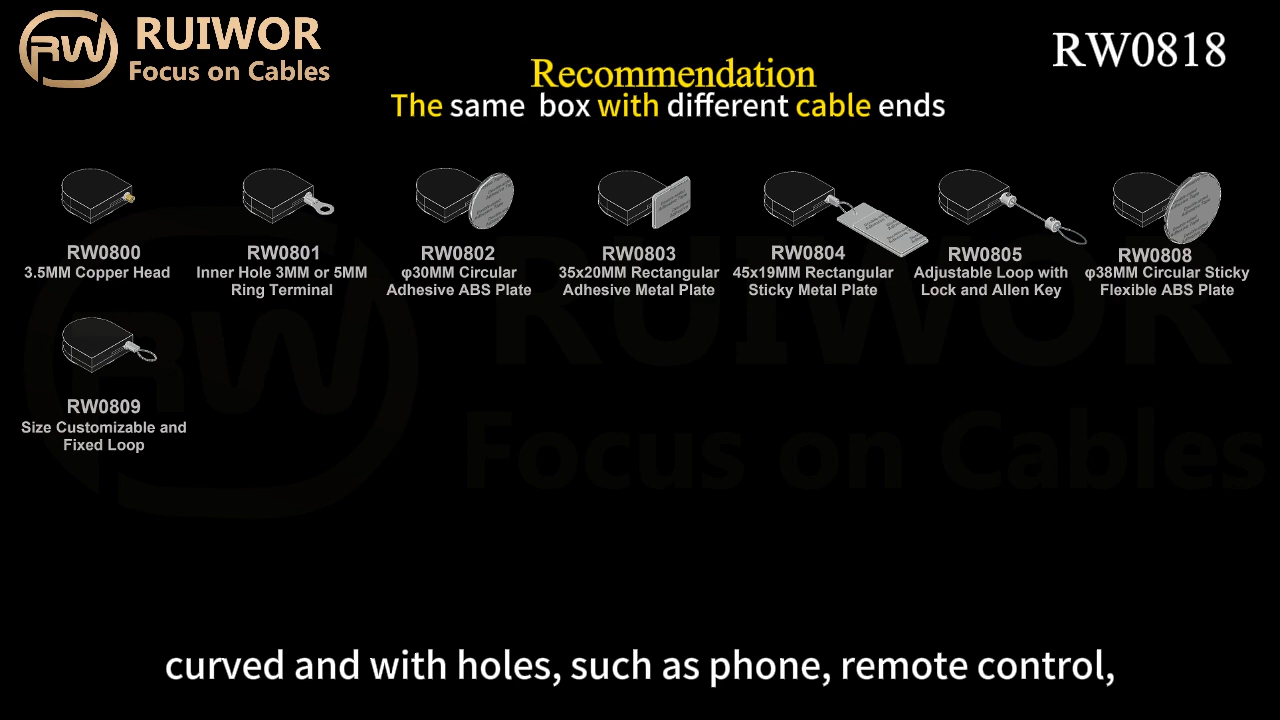 RW RUIWOR
Focus on Cables
RW0818
Recommendation
The same box with different cable ends
RW0800
3.5MM Copper Head
RW0801
Inner Hole 3MM or 5MM
Ring Terminal
RW0802
φ30MM Circular
Adhesive ABS Plate
RW0803
35x20MM Rectangular
Adhesive Metal Plate
RW0804
45x19MM Rectangular
Sticky Metal Plate
RW0805
Adjustable Loop with
Lock and Allen Key
RW0808
φ38MM Circular Sticky
Flexible ABS Plate
RW0809
Size Customizable and
Fixed Loop
RW RUIWOR
Focus on Cables
curved and with holes, such as phone, remote control,